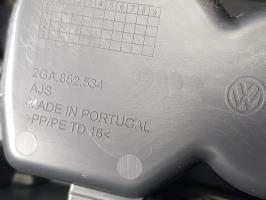 2GA.862.534
AJS
MADE IN PORTUGAL
>PP/PE TD 16<